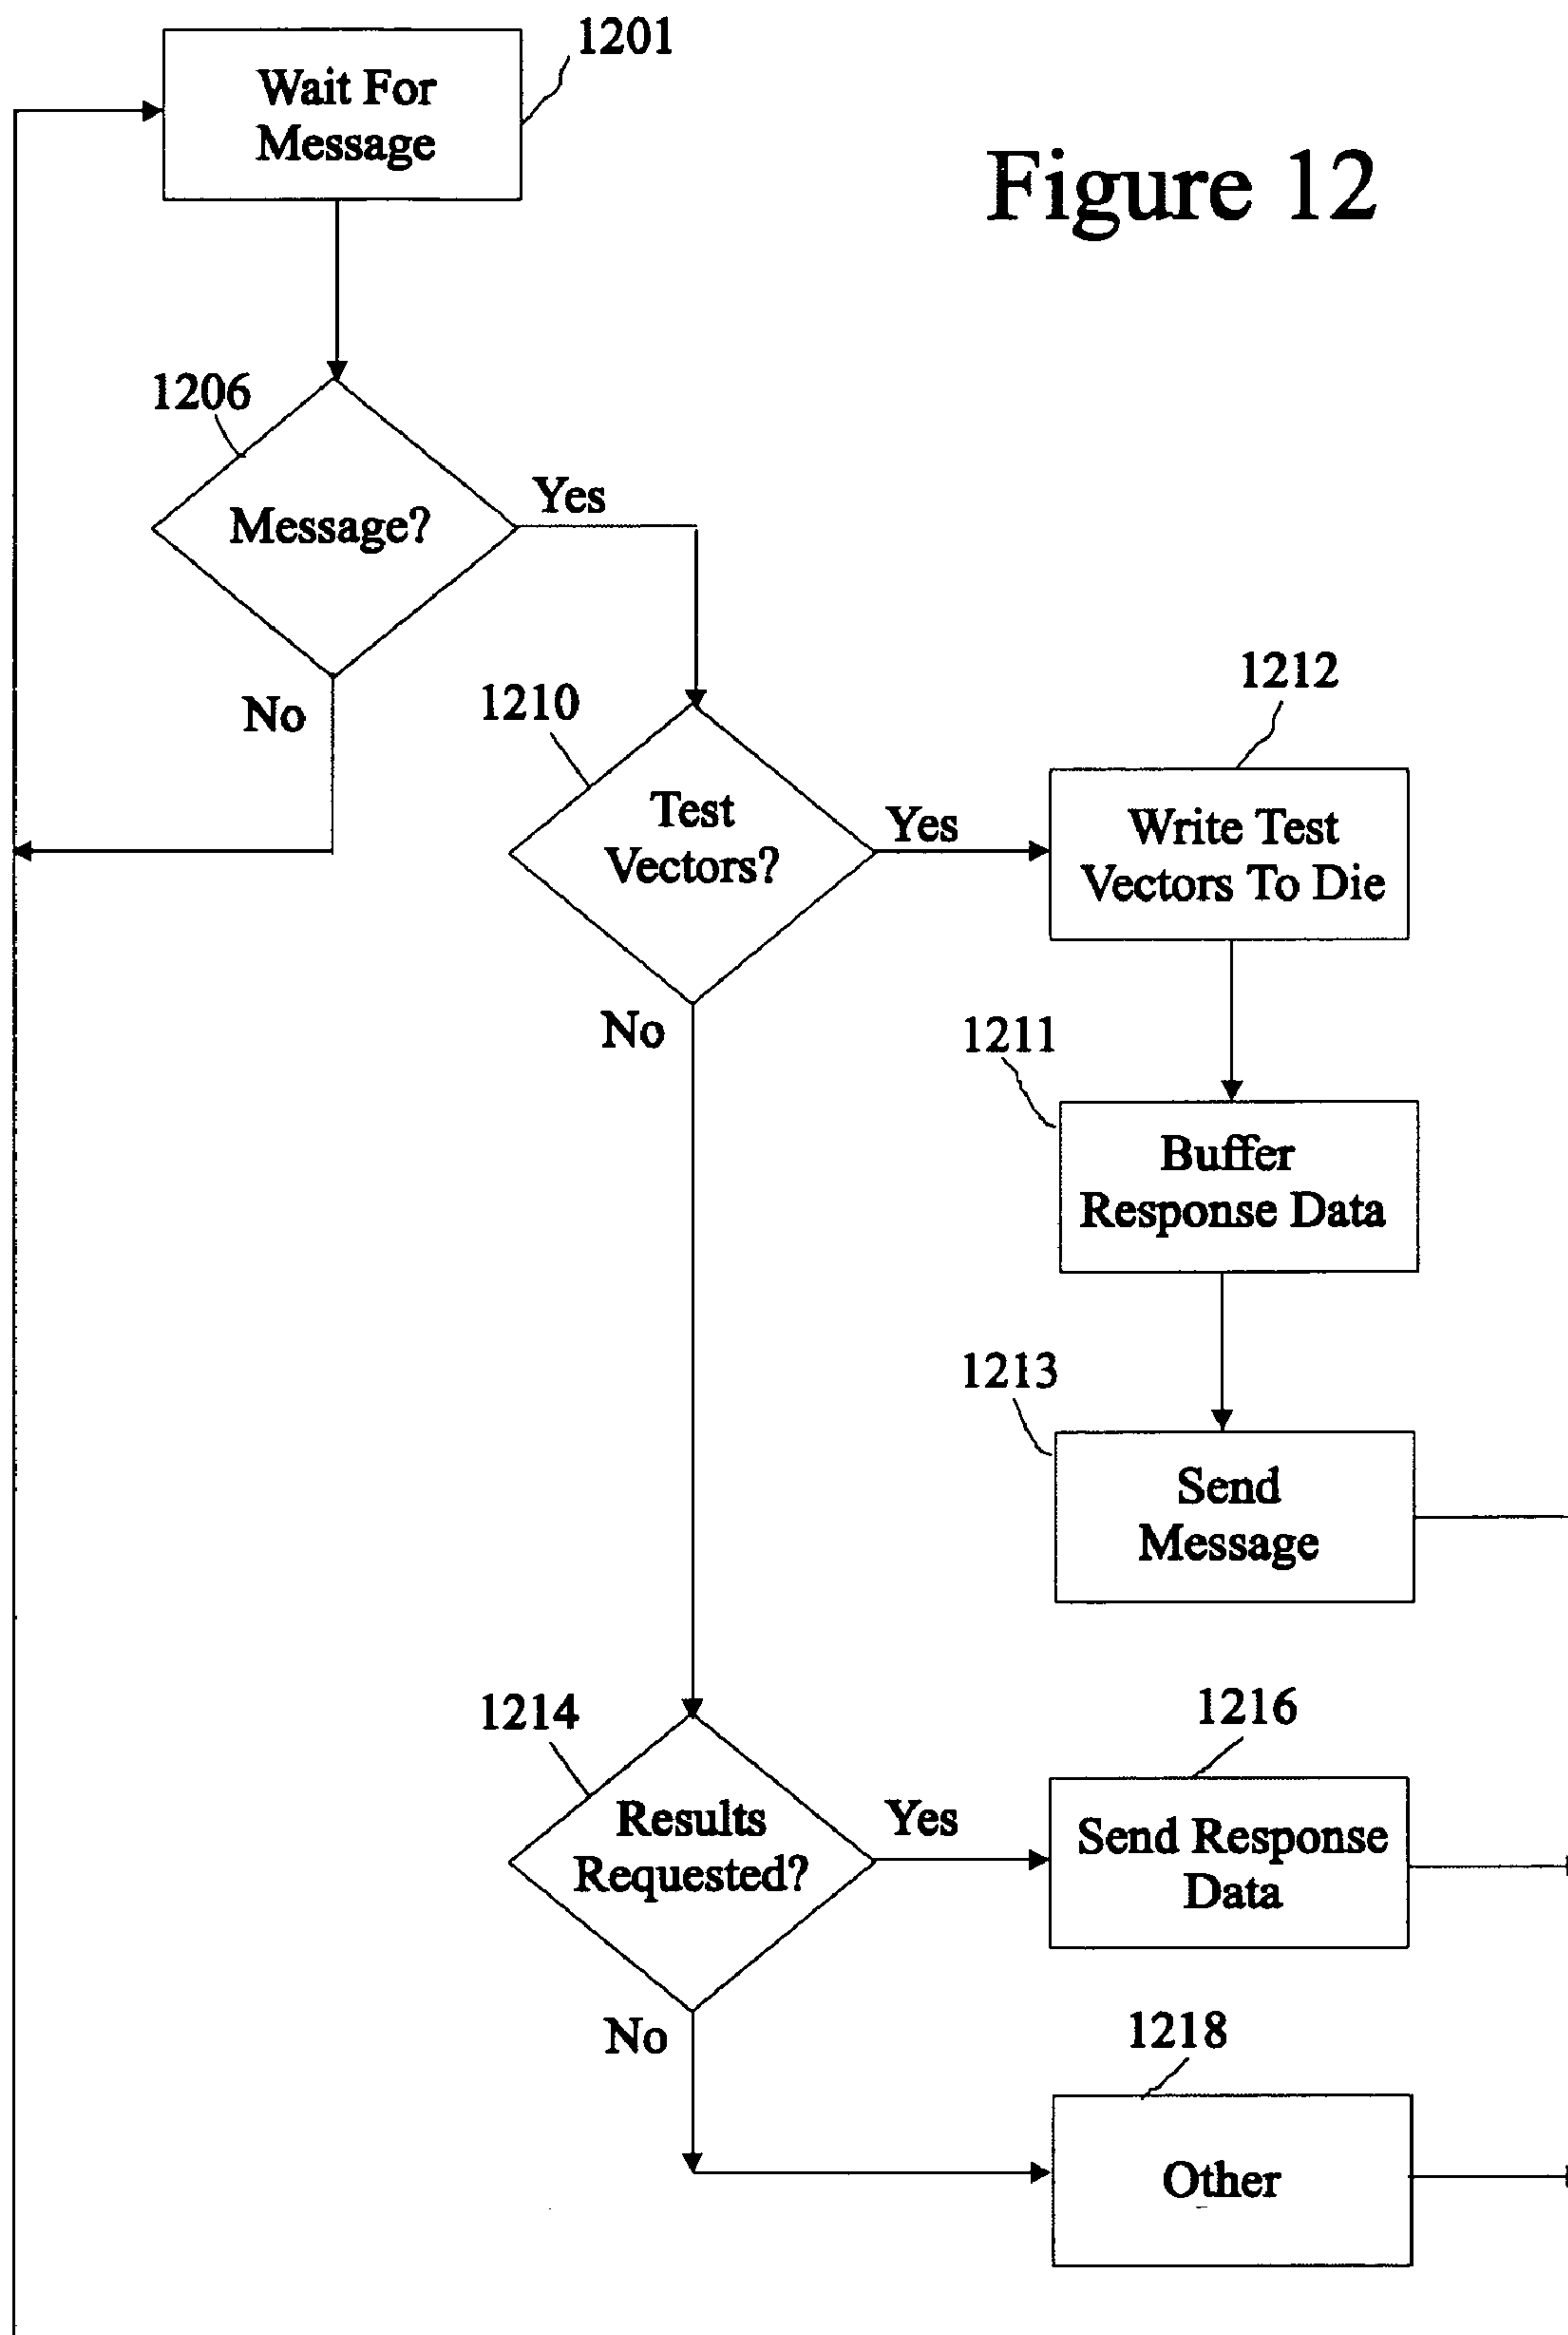 1201
Wait For
Message
Figure 12
1206
Message?
Yes
No
1210
Test
Vectors?
Yes
No
1212
Write Test
Vectors To Die
1211
Buffer
Response Data
1213
Send
Message
1214
Results
Requested?
Yes
No
1216
Send Response
Data
1218
Other